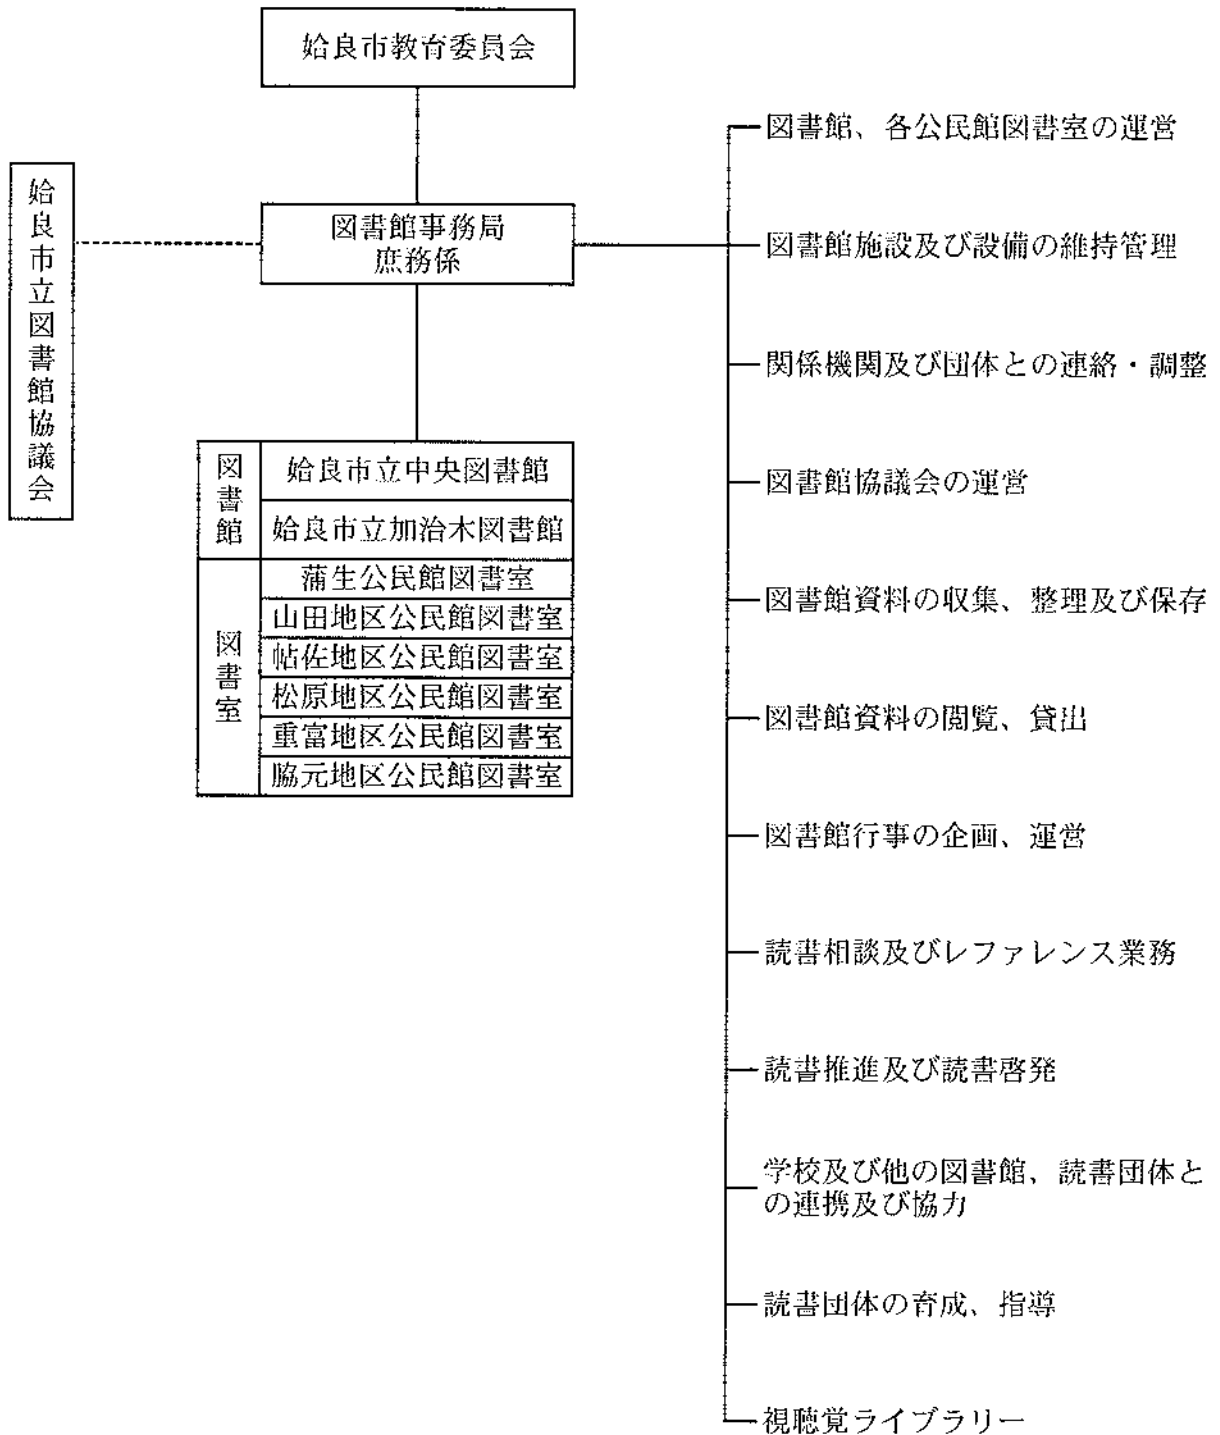 姶良市教育委員会
姶良市立図書館協議会
図書館事務局
庶務係
図書館
姶良市立中央図書館
姶良市立加治木図書館
図書室
蒲生公民館図書室
山田地区公民館図書室
帖佐地区公民館図書室
松原地区公民館図書室
重富地区公民館図書室
脇元地区公民館図書室
図書館、各公民館図書室の運営
図書館施設及び設備の維持管理
関係機関及び団体との連絡・調整
図書館協議会の運営
図書館資料の収集、整理及び保存
図書館資料の閲覧、貸出
図書館行事の企画、運営
読書相談及びレファレンス業務
読書推進及び読書啓発
学校及び他の図書館、読書団体と
の連携及び協力
読書団体の育成、指導
視聴覚ライブラリー